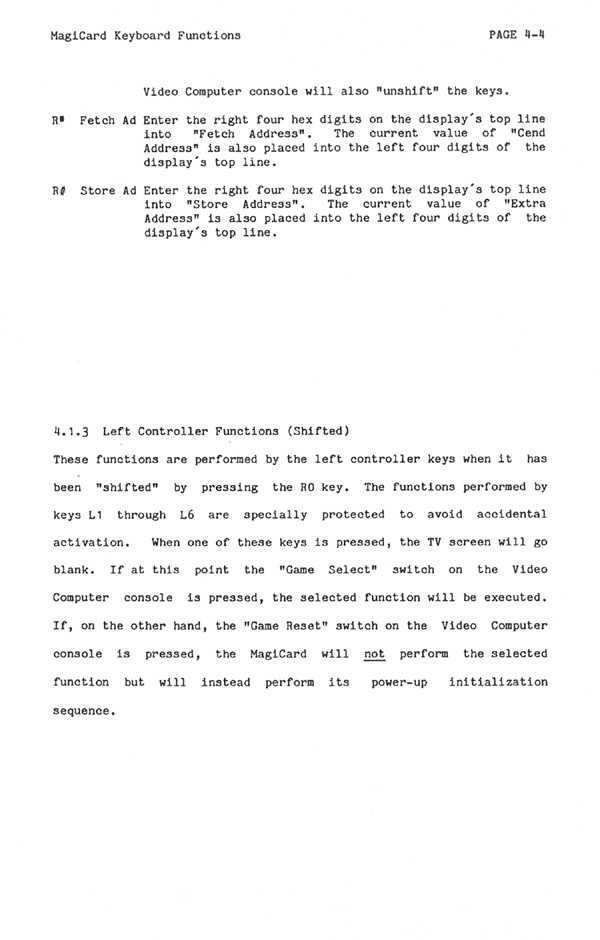 MagiCard Keyboard Functions PAGE 4-4
Video Computer console will also "unshift" the keys.
R* Fetch Ad Enter the right four hex digits on the display's top line
into "Fetch Address". The current value of "Cend
Address" is also placed into the left four digits of the
display's top line.
R# Store Ad Enter the right four hex digits on the display's top line
into "Store Address". The current value of "Extra
Address" is also placed into the left four digits of the
display's top line.
4.1.3 Left Controller Functions (Shifted)
These functions are performed by the left controller keys when it has
been "shifted" by pressing the R0 key. The functions performed by
keys L1 through L6 are specially protected to avoid accidental
activation. When one of these keys is pressed, the TV screen will go
blank. If at this point the "Game Select" switch on the Video
Computer console is pressed, the selected function will be executed.
If, on the other hand, the "Game Reset" switch on the Video Computer
console is pressed, the MagiCard will not perform the selected
function but will instead perform its power-up initialization
sequence.